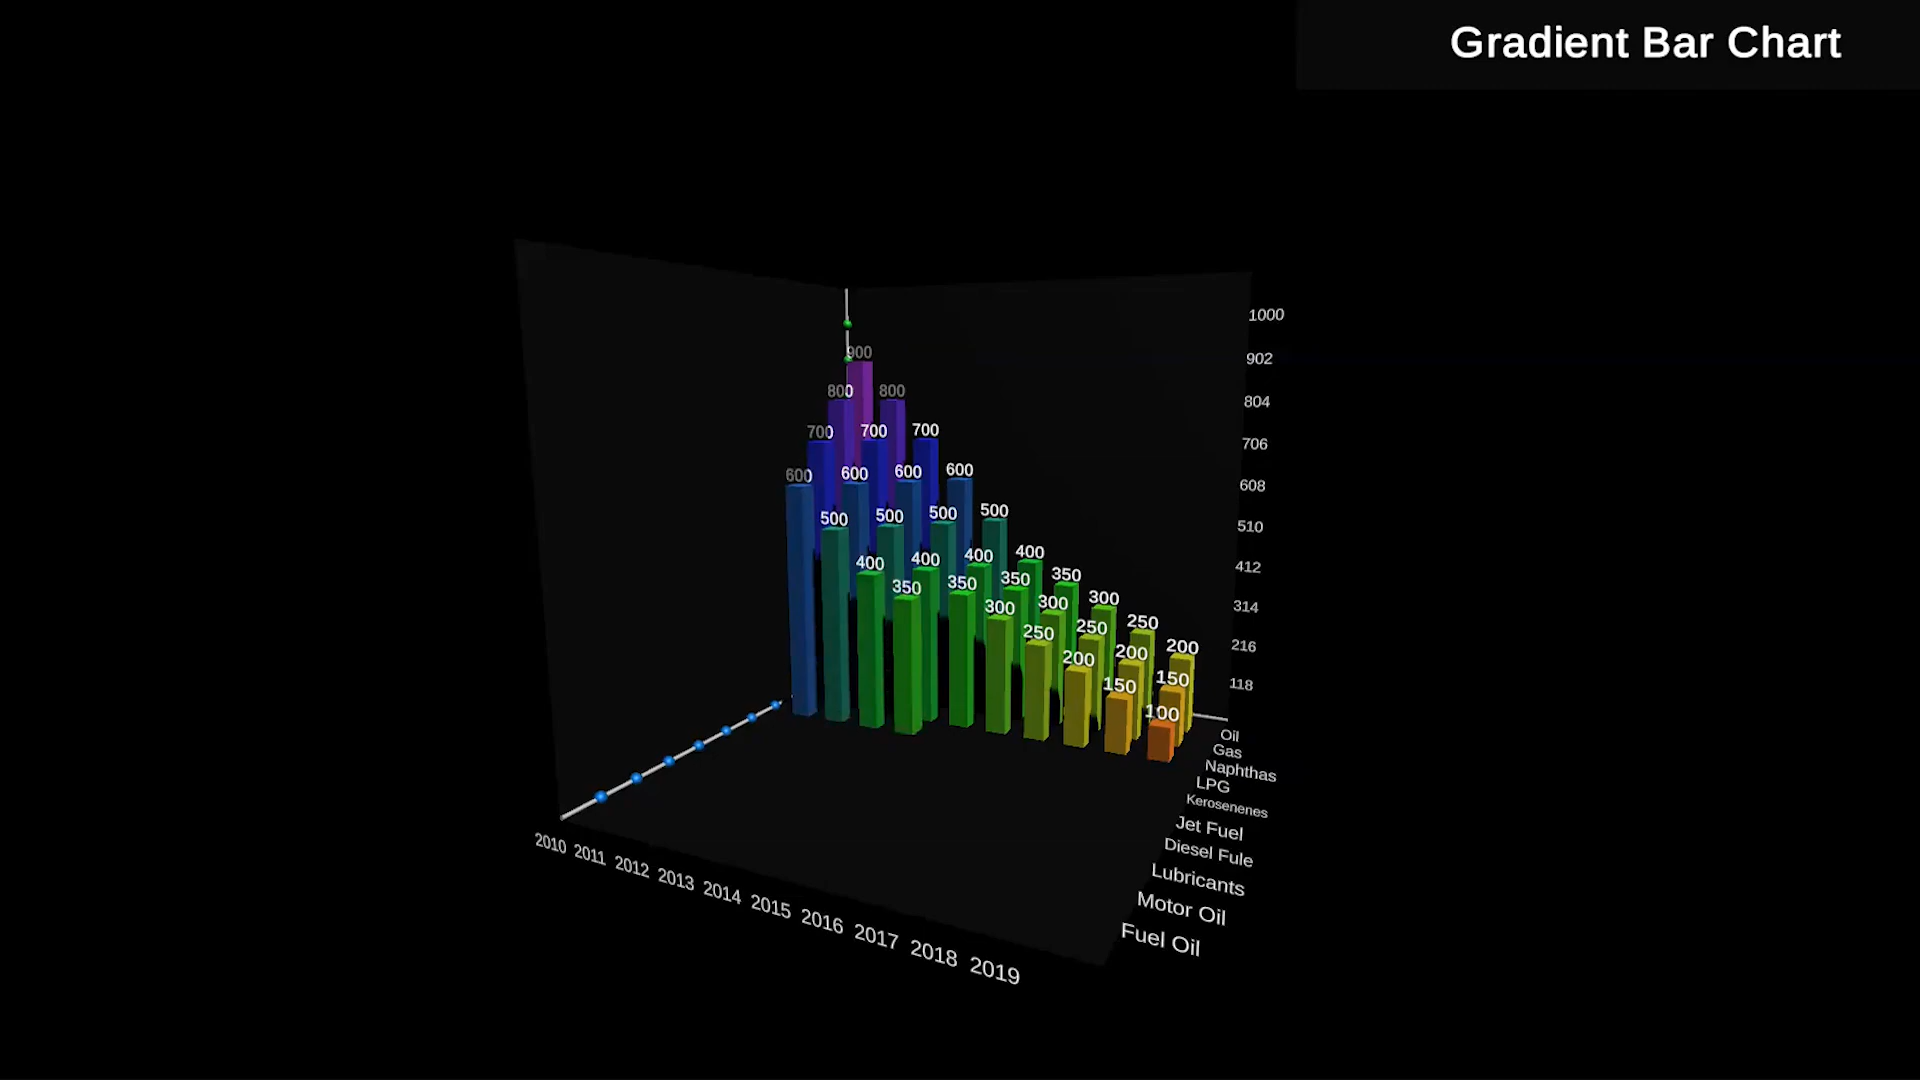 Gradient Bar Chart
1000
902
804
706
608
510
412
314
216
118
900
800 800
700 700 700
600 600 600 600
500 500 500 500
400 400 400 400
350 350 350 350
300 300 300
250 250 250
200 200 200
150 150
100
Oil
Gas
Naphthas
LPG
Kerosenenes
Jet Fuel
Diesel Fule
Lubricants
Motor Oil
Fuel Oil
2010 2011 2012 2013 2014 2015 2016 2017 2018 2019